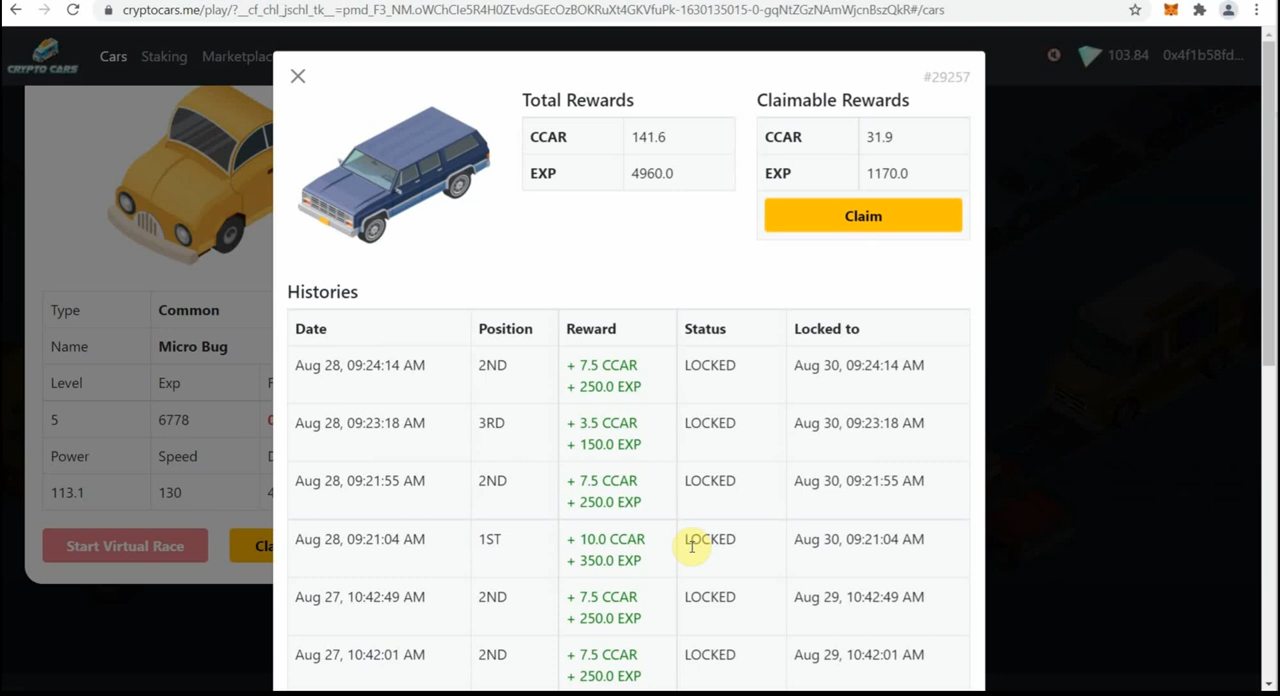 cryptocars.me/play/?__cf_chl_jschl_tk__=pmd_F3_NM.oWChCIe5R4H0ZEvdsGEcOzBOKRuXt4GKVfuPk-1630135015-0-gqNtZGzNAmWjcnBszQkR#/cars
CRYPTO CARS
Cars Staking Marketplac
103.84 0x4f1b58fd...
#29257
Total Rewards
CCAR 141.6
EXP 4960.0
Claimable Rewards
CCAR 31.9
EXP 1170.0
Claim
Type Common
Name Micro Bug
Level Exp F
5 6778 0
Power Speed D
113.1 130 4
Start Virtual Race Cla
Histories
Date Position Reward Status Locked to
Aug 28, 09:24:14 AM 2ND + 7.5 CCAR LOCKED Aug 30, 09:24:14 AM
+ 250.0 EXP
Aug 28, 09:23:18 AM 3RD + 3.5 CCAR LOCKED Aug 30, 09:23:18 AM
+ 150.0 EXP
Aug 28, 09:21:55 AM 2ND + 7.5 CCAR LOCKED Aug 30, 09:21:55 AM
+ 250.0 EXP
Aug 28, 09:21:04 AM 1ST + 10.0 CCAR LOCKED Aug 30, 09:21:04 AM
+ 350.0 EXP
Aug 27, 10:42:49 AM 2ND + 7.5 CCAR LOCKED Aug 29, 10:42:49 AM
+ 250.0 EXP
Aug 27, 10:42:01 AM 2ND + 7.5 CCAR LOCKED Aug 29, 10:42:01 AM
+ 250.0 EXP